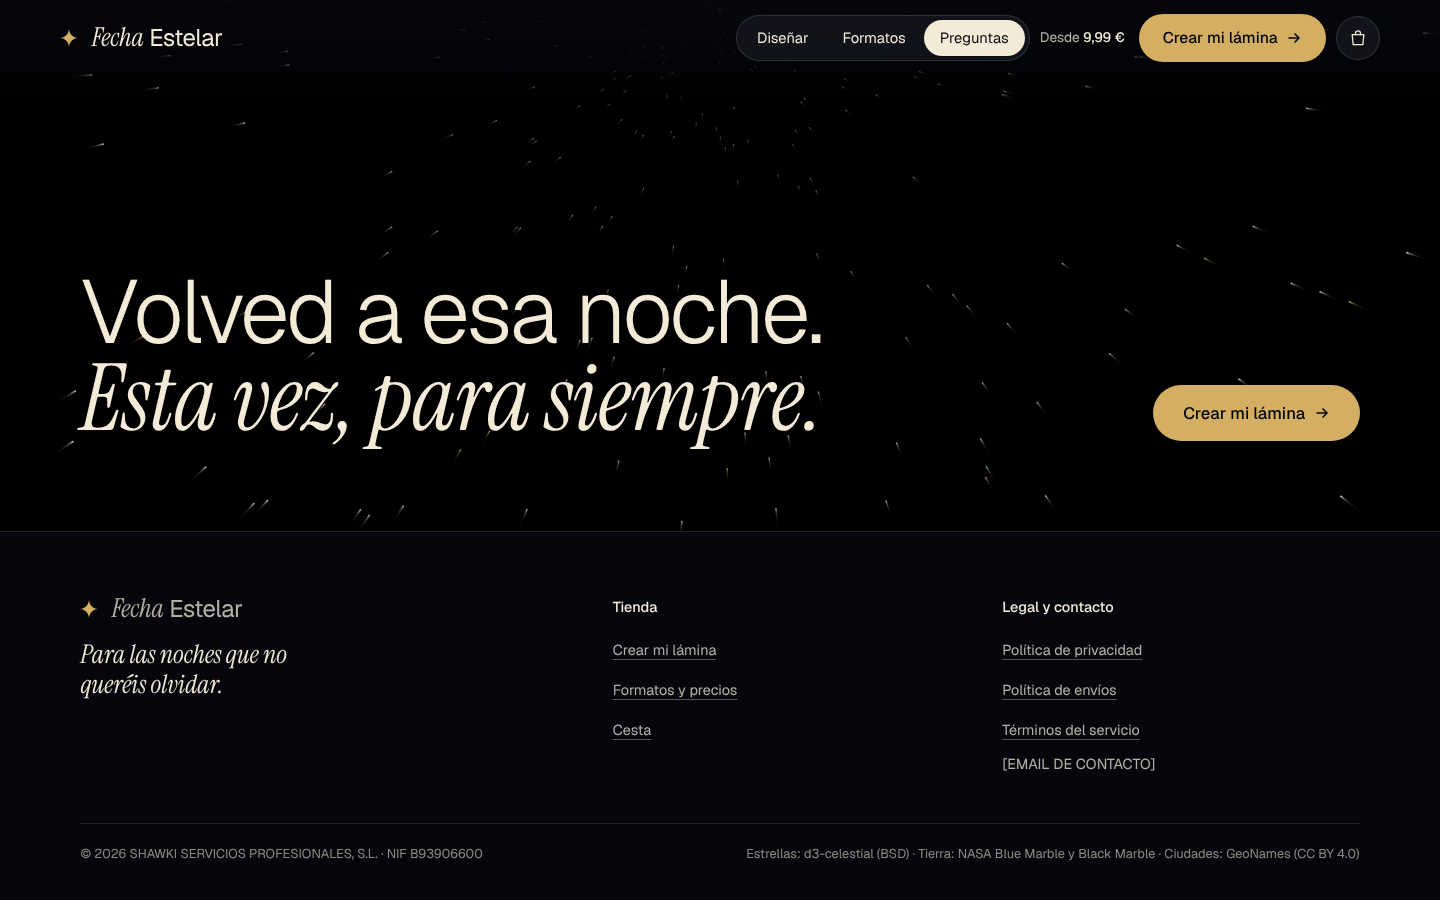 Fecha Estelar
Diseñar
Formatos
Preguntas
Desde 9,99 €
Crear mi lámina →
Volved a esa noche.
Esta vez, para siempre.
Crear mi lámina →
Fecha Estelar
Para las noches que no
queréis olvidar.
Tienda
Crear mi lámina
Formatos y precios
Cesta
Legal y contacto
Política de privacidad
Política de envíos
Términos del servicio
[EMAIL DE CONTACTO]
© 2026 SHAWKI SERVICIOS PROFESIONALES, S.L. · NIF B93906600
Estrellas: d3-celestial (BSD) · Tierra: NASA Blue Marble y Black Marble · Ciudades: GeoNames (CC BY 4.0)